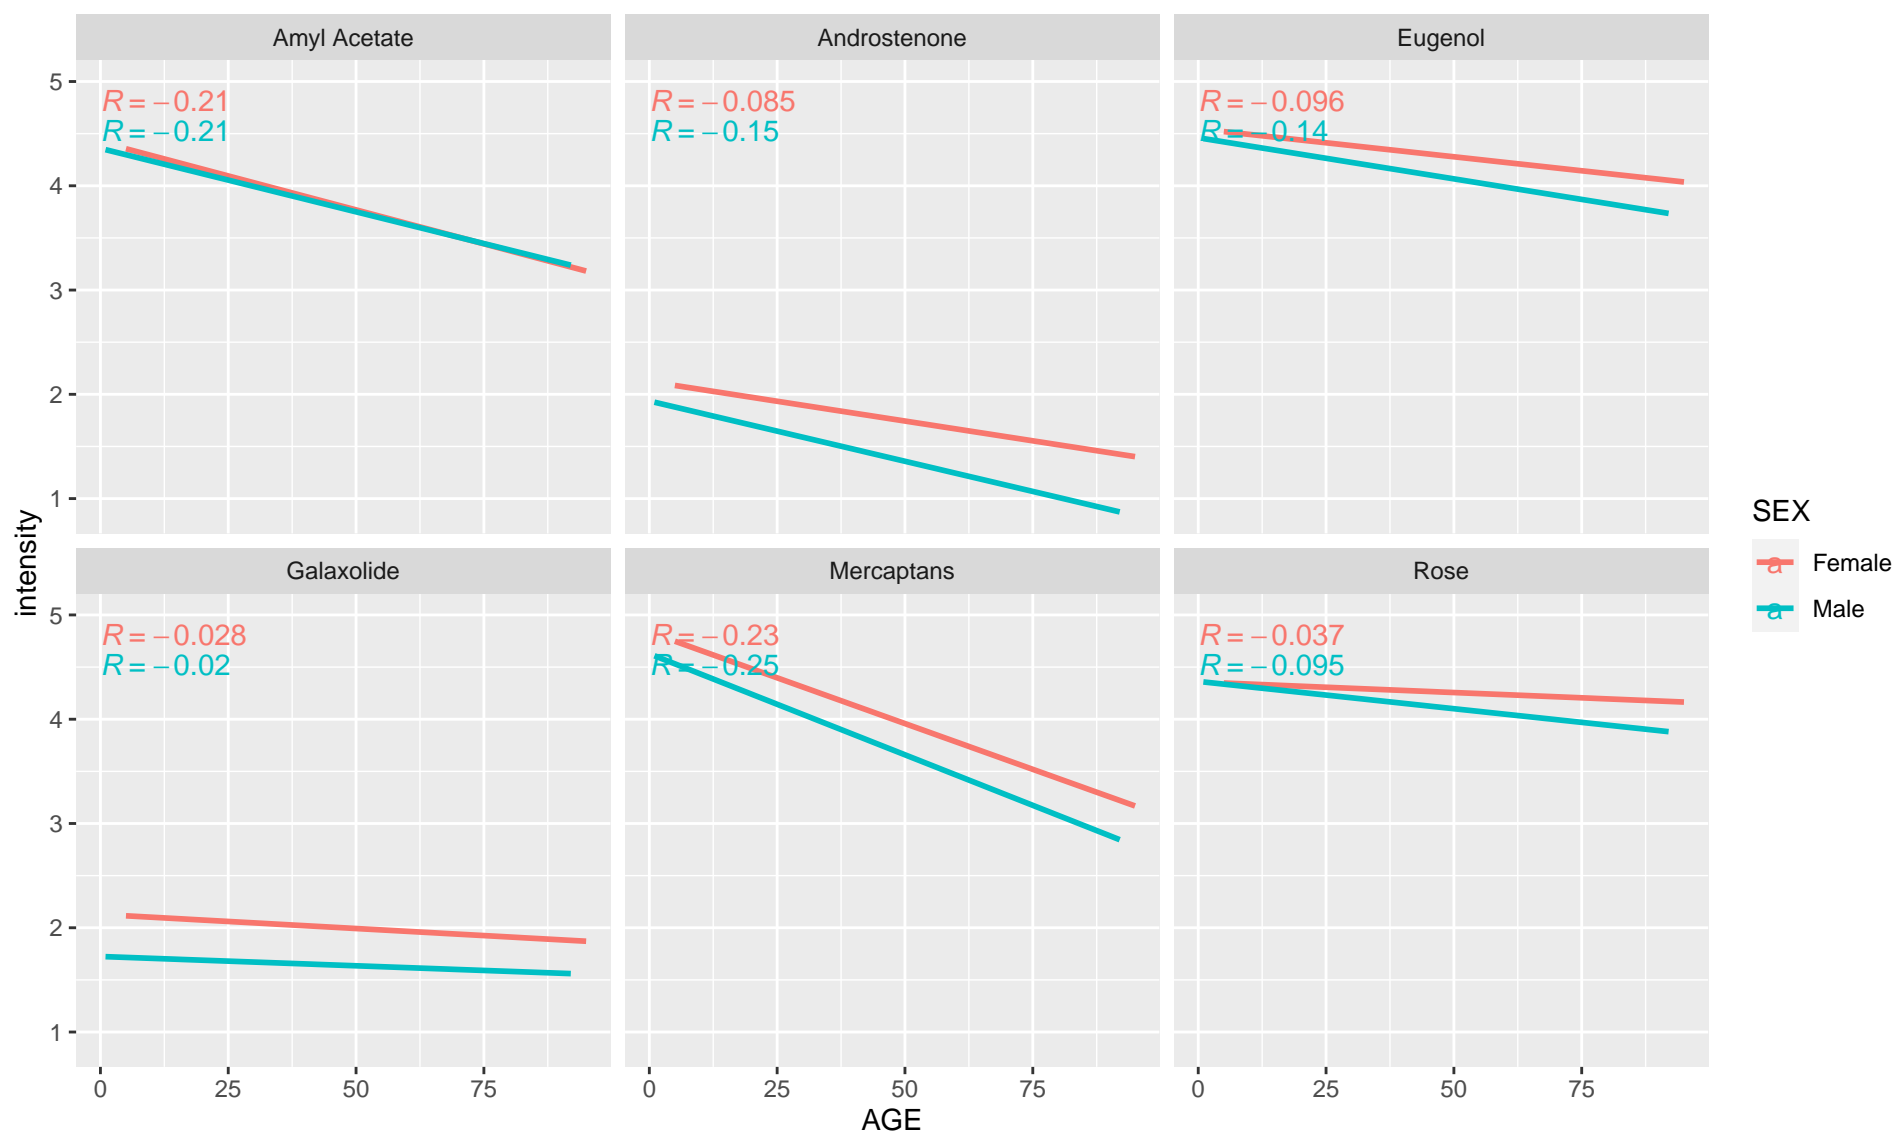 Amyl Acetate
Androstenone
Eugenol
5
4
3
2
1
R = −0.21
R = −0.21
R = −0.085
R = −0.15
R = −0.096
R = −0.14
Galaxolide
Mercaptans
Rose
5
4
3
2
1
R = −0.028
R = −0.02
R = −0.23
R = −0.25
R = −0.037
R = −0.095
0 25 50 75
0 25 50 75
0 25 50 75
AGE
intensity
SEX
a Female
a Male